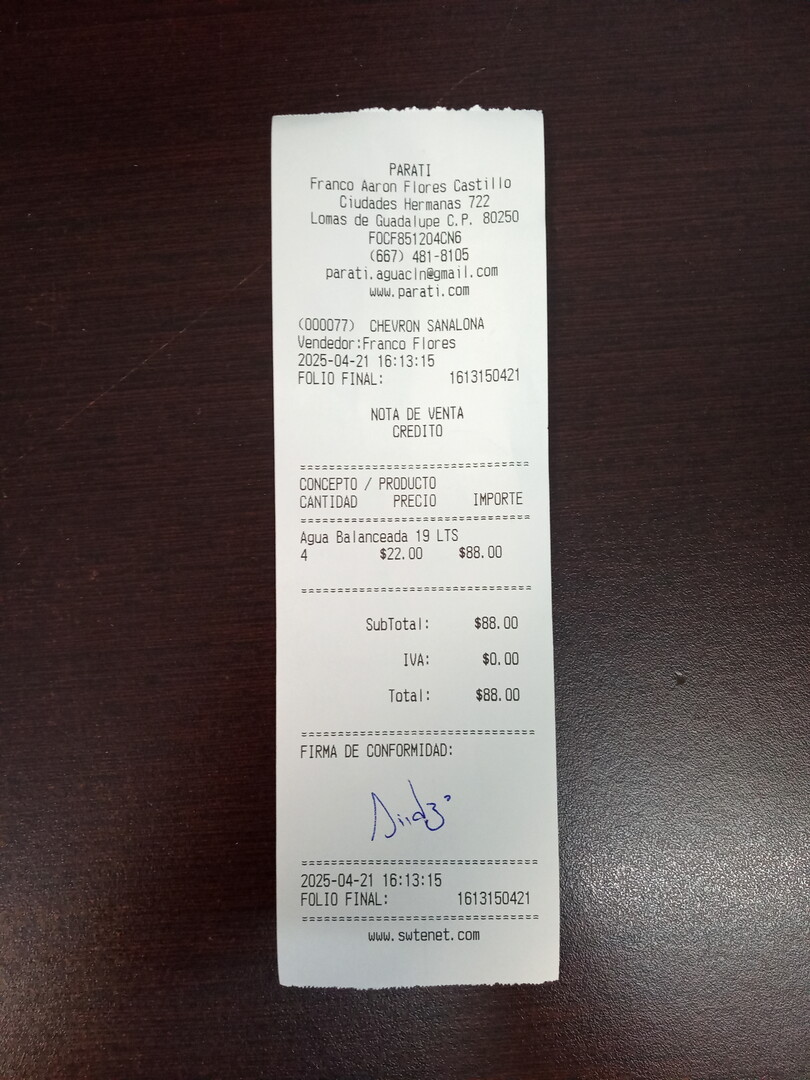 PARATI
Franco Aaron Flores Castillo
Ciudades Hermanas 722
Lomas de Guadalupe C.P. 80250
FOCF851204CN6
(667) 481-8105
parati.aguacln@gmail.com
www.parati.com
(000077) CHEVRON SANALONA
Vendedor:Franco Flores
2025-04-21 16:13:15
FOLIO FINAL: 1613150421
NOTA DE VENTA
CREDITO
==============================
CONCEPTO / PRODUCTO
CANTIDAD PRECIO IMPORTE
==============================
Agua Balanceada 19 LTS
4 $22.00 $88.00
==============================
SubTotal: $88.00
IVA: $0.00
Total: $88.00
==============================
FIRMA DE CONFORMIDAD:
==============================
2025-04-21 16:13:15
FOLIO FINAL: 1613150421
==============================
www.swtenet.com